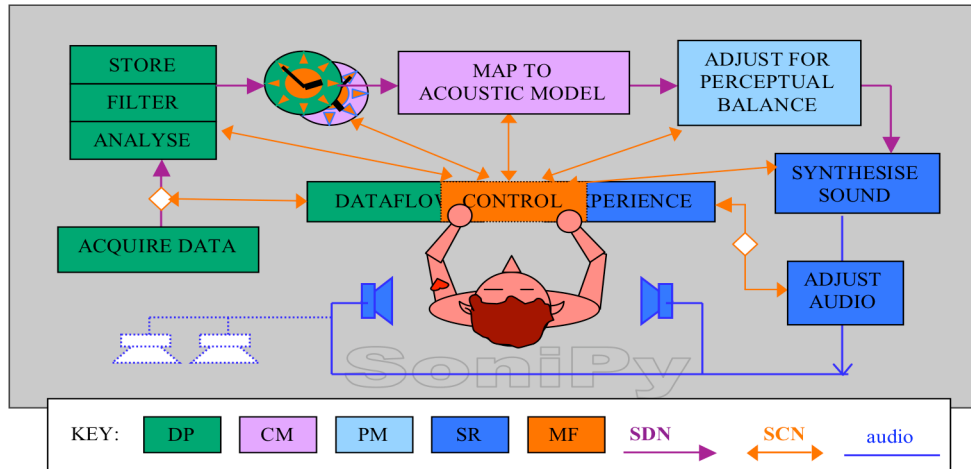 STORE
FILTER
ANALYSE
MAP TO
ACOUSTIC MODEL
ADJUST FOR
PERCEPTUAL
BALANCE
SYNTHESISE
SOUND
DATAFLOW
CONTROL
PERIENCE
ACQUIRE DATA
ADJUST
AUDIO
SoniPy
KEY:
DP
CM
PM
SR
MF
SDN
SCN
audio